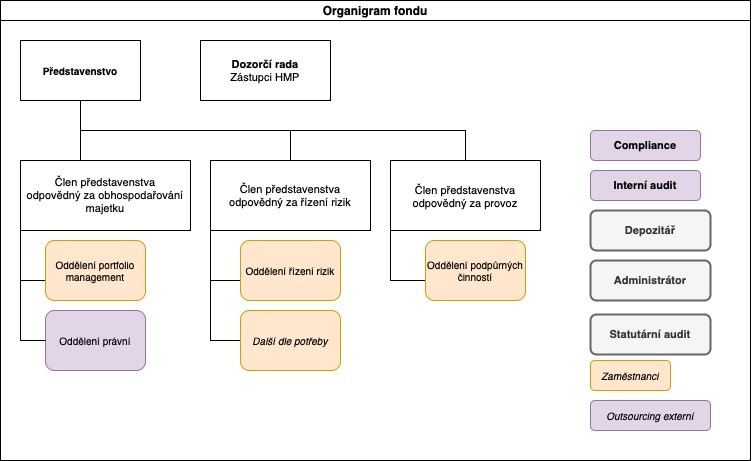 Organigram fondu
Představenstvo
Dozorčí rada
Zástupci HMP
Člen představenstva
odpovědný za obhospodařování
majetku
Člen představenstva
odpovědný za řízení rizik
Člen představenstva
odpovědný za provoz
Oddělení portfolio
management
Oddělení právní
Oddělení řízení rizik
Další dle potřeby
Oddělení podpůrných
činností
Compliance
Interní audit
Depozitář
Administrátor
Statutární audit
Zaměstnanci
Outsourcing externí